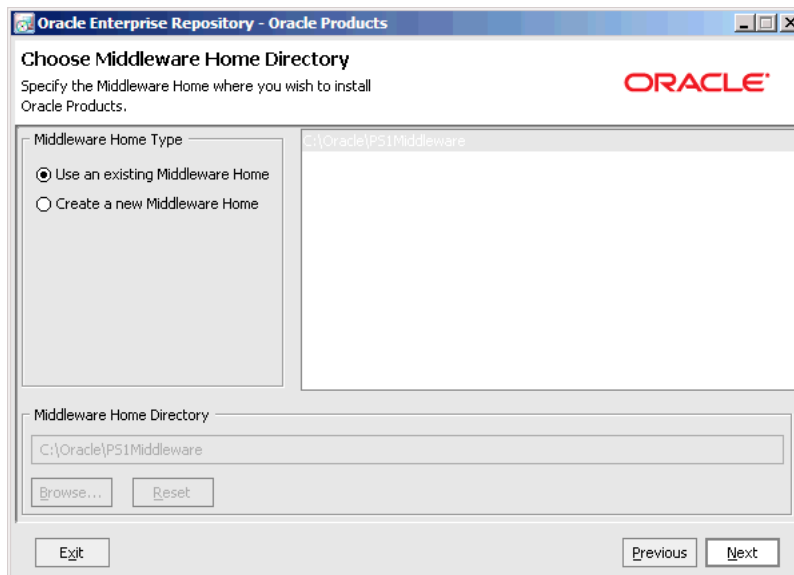 Oracle Enterprise Repository - Oracle Products
Choose Middleware Home Directory
Specify the Middleware Home where you wish to install
Oracle Products.
ORACLE
Middleware Home Type
Use an existing Middleware Home
Create a new Middleware Home
C:\Oracle\PS1Middleware
Middleware Home Directory
C:\Oracle\PS1Middleware
Browse...
Reset
Exit
Previous
Next